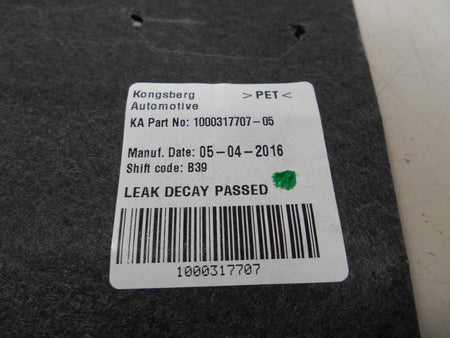 Kongsberg >PET<
Automotive
KA Part No: 1000317707-05
Manuf. Date: 05-04-2016
Shift code: B39
LEAK DECAY PASSED
1000317707